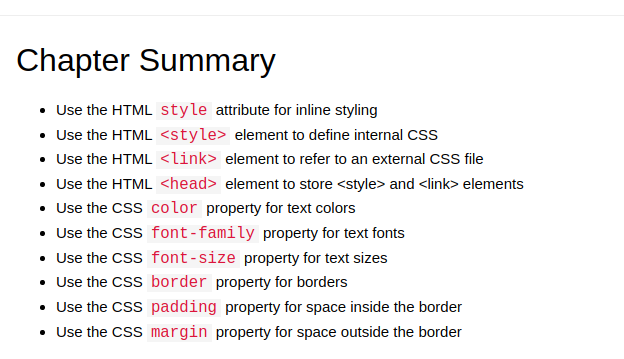 Chapter Summary
• Use the HTML style attribute for inline styling
• Use the HTML <style> element to define internal CSS
• Use the HTML <link> element to refer to an external CSS file
• Use the HTML <head> element to store <style> and <link> elements
• Use the CSS color property for text colors
• Use the CSS font-family property for text fonts
• Use the CSS font-size property for text sizes
• Use the CSS border property for borders
• Use the CSS padding property for space inside the border
• Use the CSS margin property for space outside the border